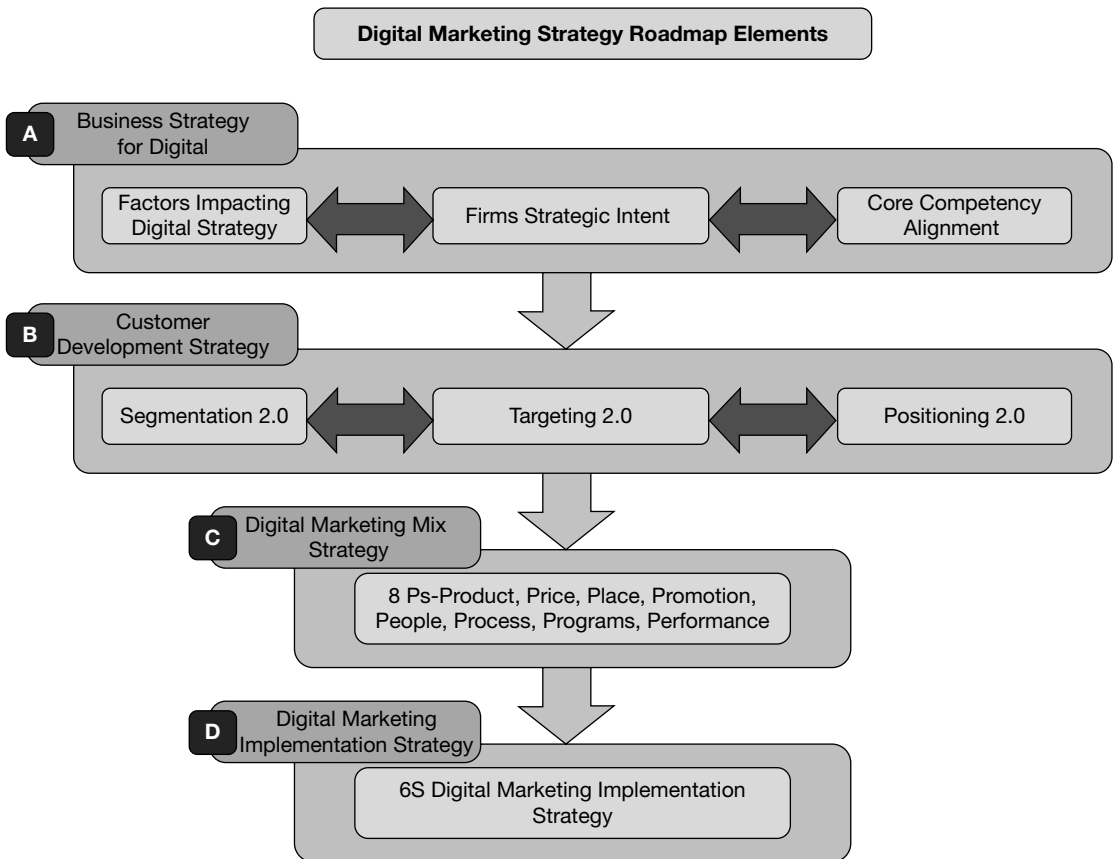 Digital Marketing Strategy Roadmap Elements
A
Business Strategy
for Digital
Factors Impacting
Digital Strategy
Firms Strategic Intent
Core Competency
Alignment
B
Customer
Development Strategy
Segmentation 2.0
Targeting 2.0
Positioning 2.0
C
Digital Marketing Mix
Strategy
8 Ps-Product, Price, Place, Promotion,
People, Process, Programs, Performance
D
Digital Marketing
Implementation Strategy
6S Digital Marketing Implementation
Strategy